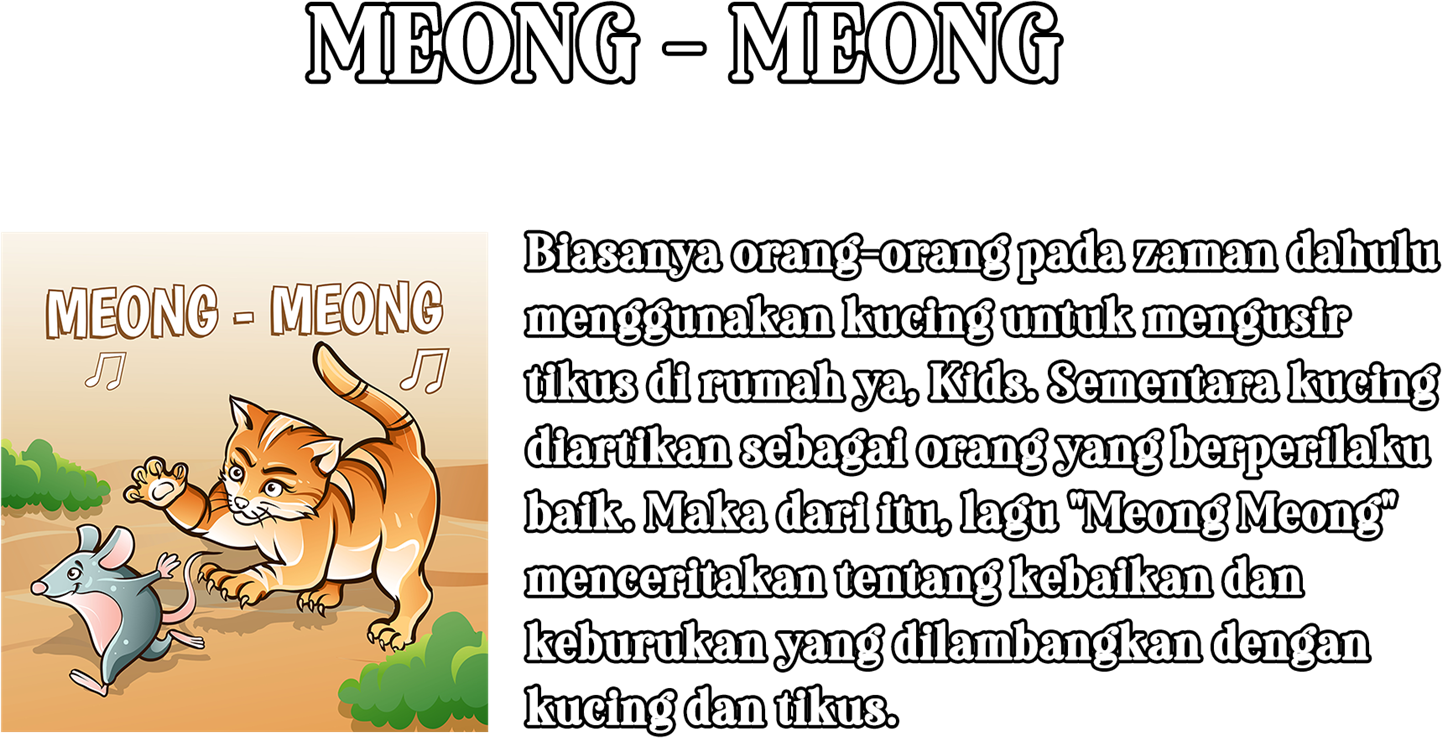 MEONG - MEONG
MEONG - MEONG
Biasanya orang-orang pada zaman dahulu
menggunakan kucing untuk mengusir
tikus di rumah ya, Kids. Sementara kucing
diartikan sebagai orang yang berperilaku
baik. Maka dari itu, lagu "Meong Meong"
menceritakan tentang kebaikan dan
keburukan yang dilambangkan dengan
kucing dan tikus.